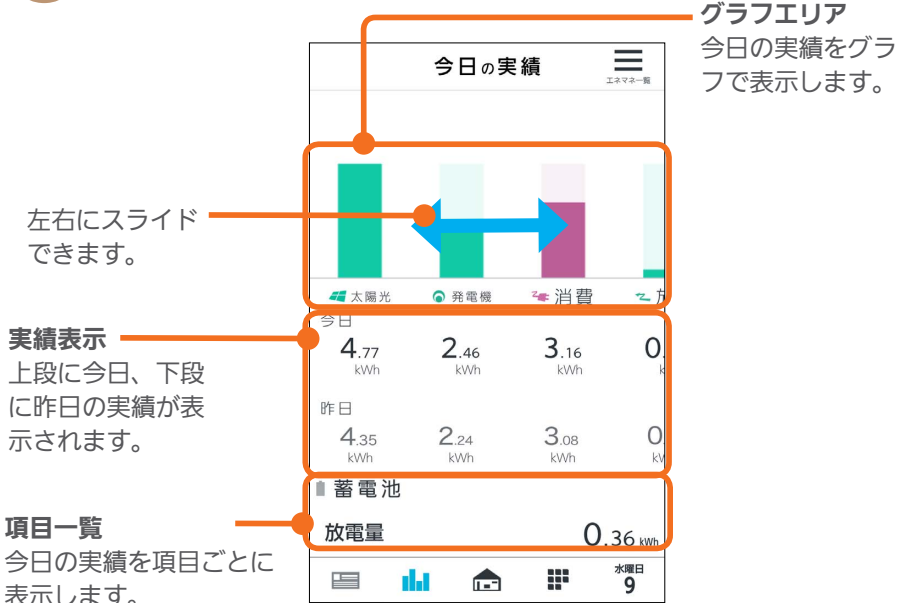 グラフエリア
今日の実績をグラ
フで表示します。
今日の実績
エネマネ一覧
左右にスライド
できます。
太陽光
発電機
消費
今日
4.77 2.46 3.16 0.
kWh kWh kWh k
実績表示
上段に今日、下段
に昨日の実績が表
示されます。
昨日
4.35 2.24 3.08 0
kWh kWh kWh kW
蓄電池
放電量 0.36 kWh
項目一覧
今日の実績を項目ごとに
表示します。
水曜日
9